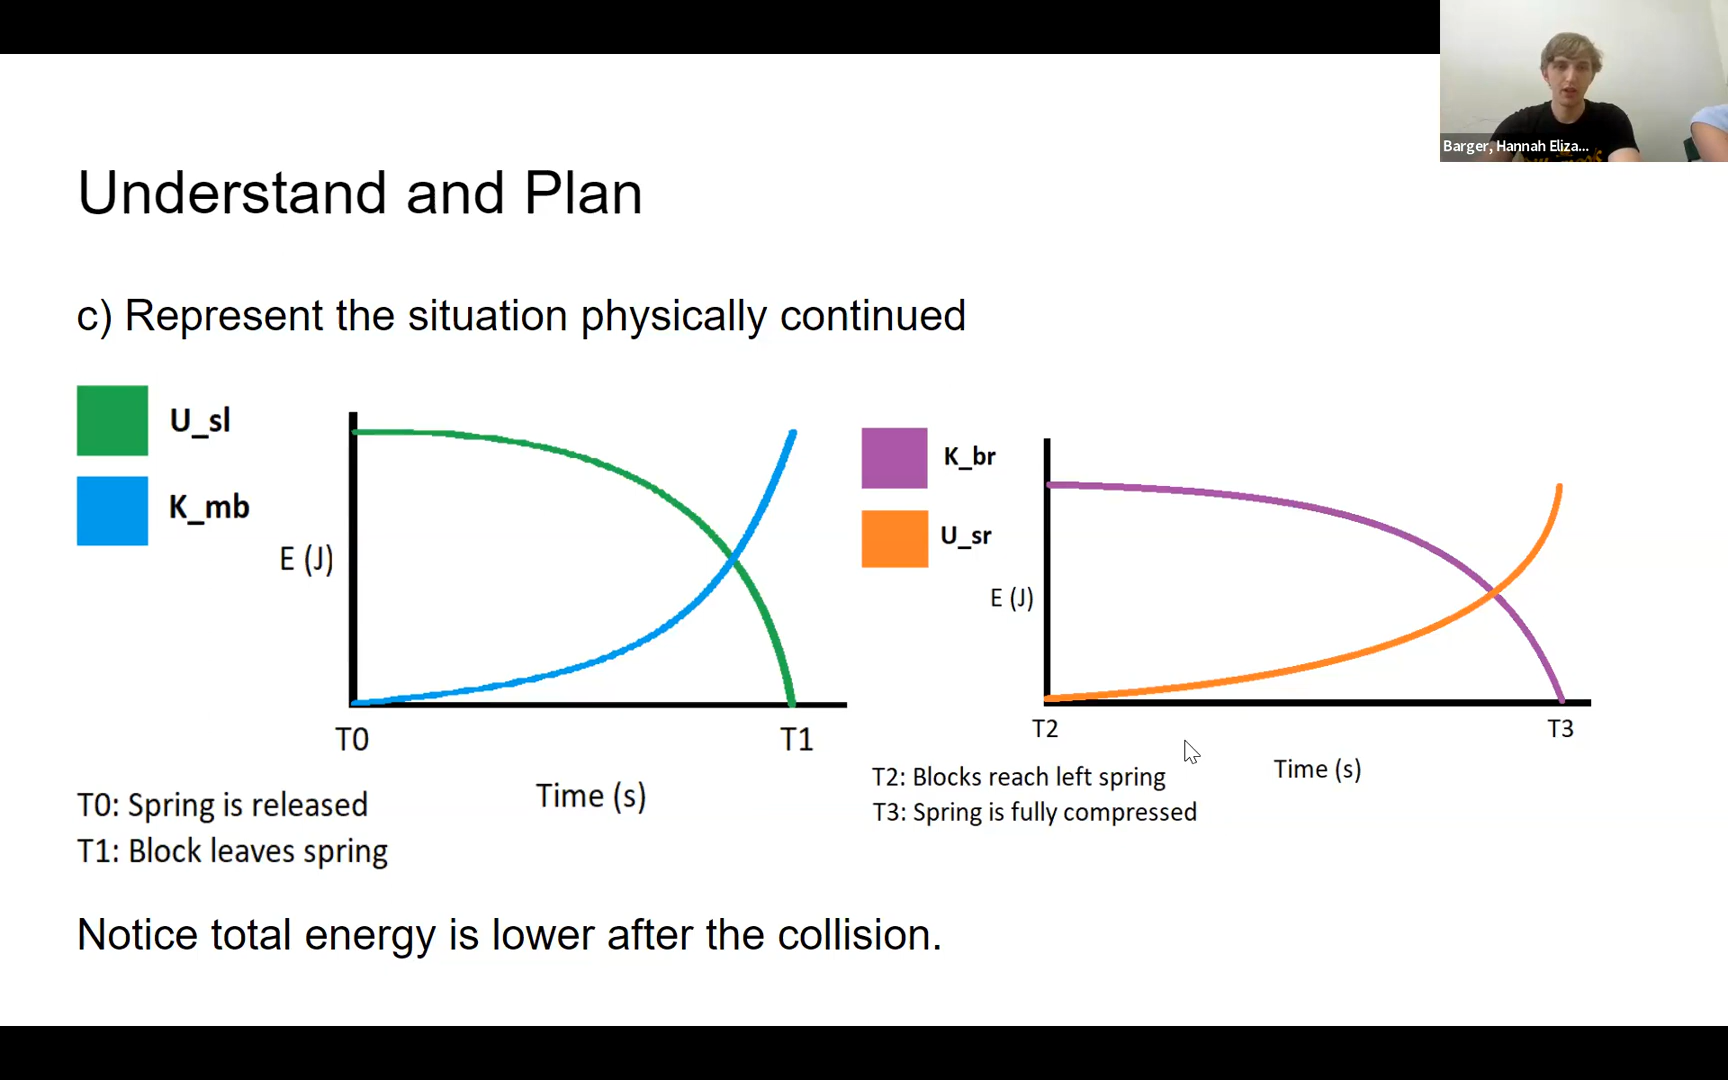 Barger, Hannah Eliza...
Understand and Plan
c) Represent the situation physically continued
U_sl
K_mb
E (J)
T0
T1
Time (s)
T0: Spring is released
T1: Block leaves spring
K_br
U_sr
E (J)
T2
T3
Time (s)
T2: Blocks reach left spring
T3: Spring is fully compressed
Notice total energy is lower after the collision.